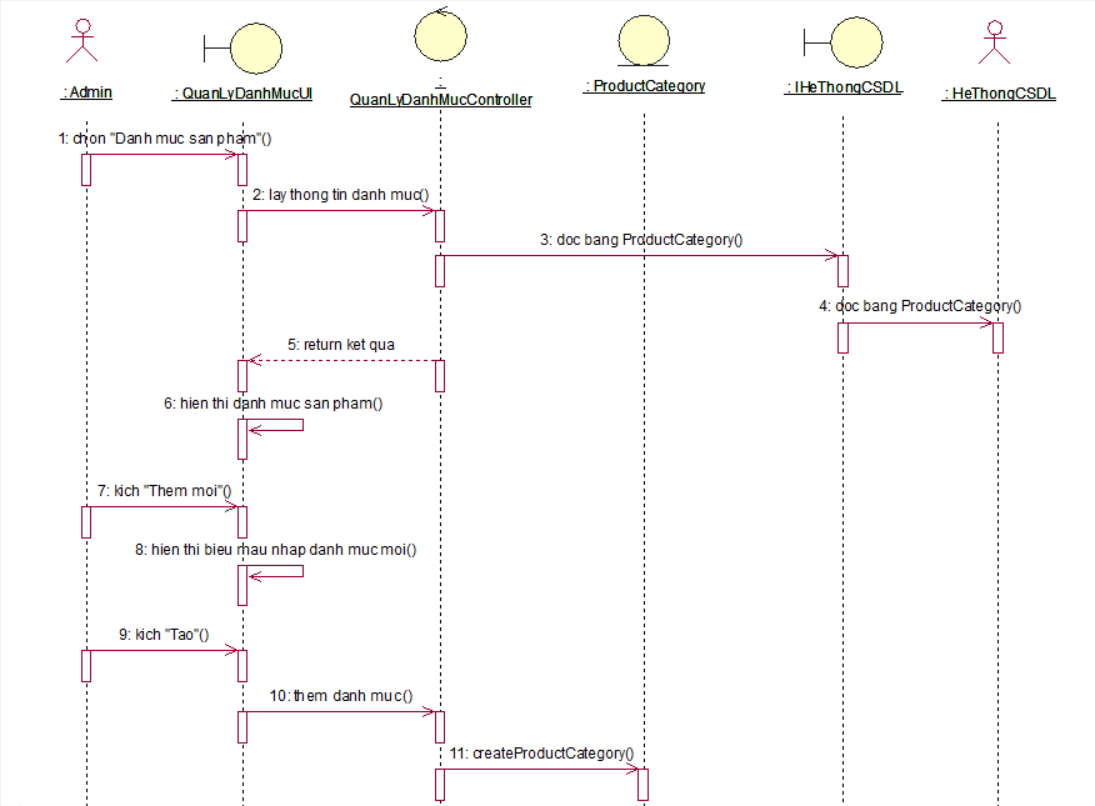 : Admin
: QuanLyDanhMucUI
:
QuanLyDanhMucController
: ProductCategory
: IHeThongCSDL
: HeThongCSDL
1: chon "Danh muc san pham"()
2: lay thong tin danh muc()
3: doc bang ProductCategory()
4: doc bang ProductCategory()
5: return ket qua
6: hien thi danh muc san pham()
7: kich "Them moi"()
8: hien thi bieu mau nhap danh muc moi()
9: kich "Tao"()
10: them danh muc()
11: createProductCategory()